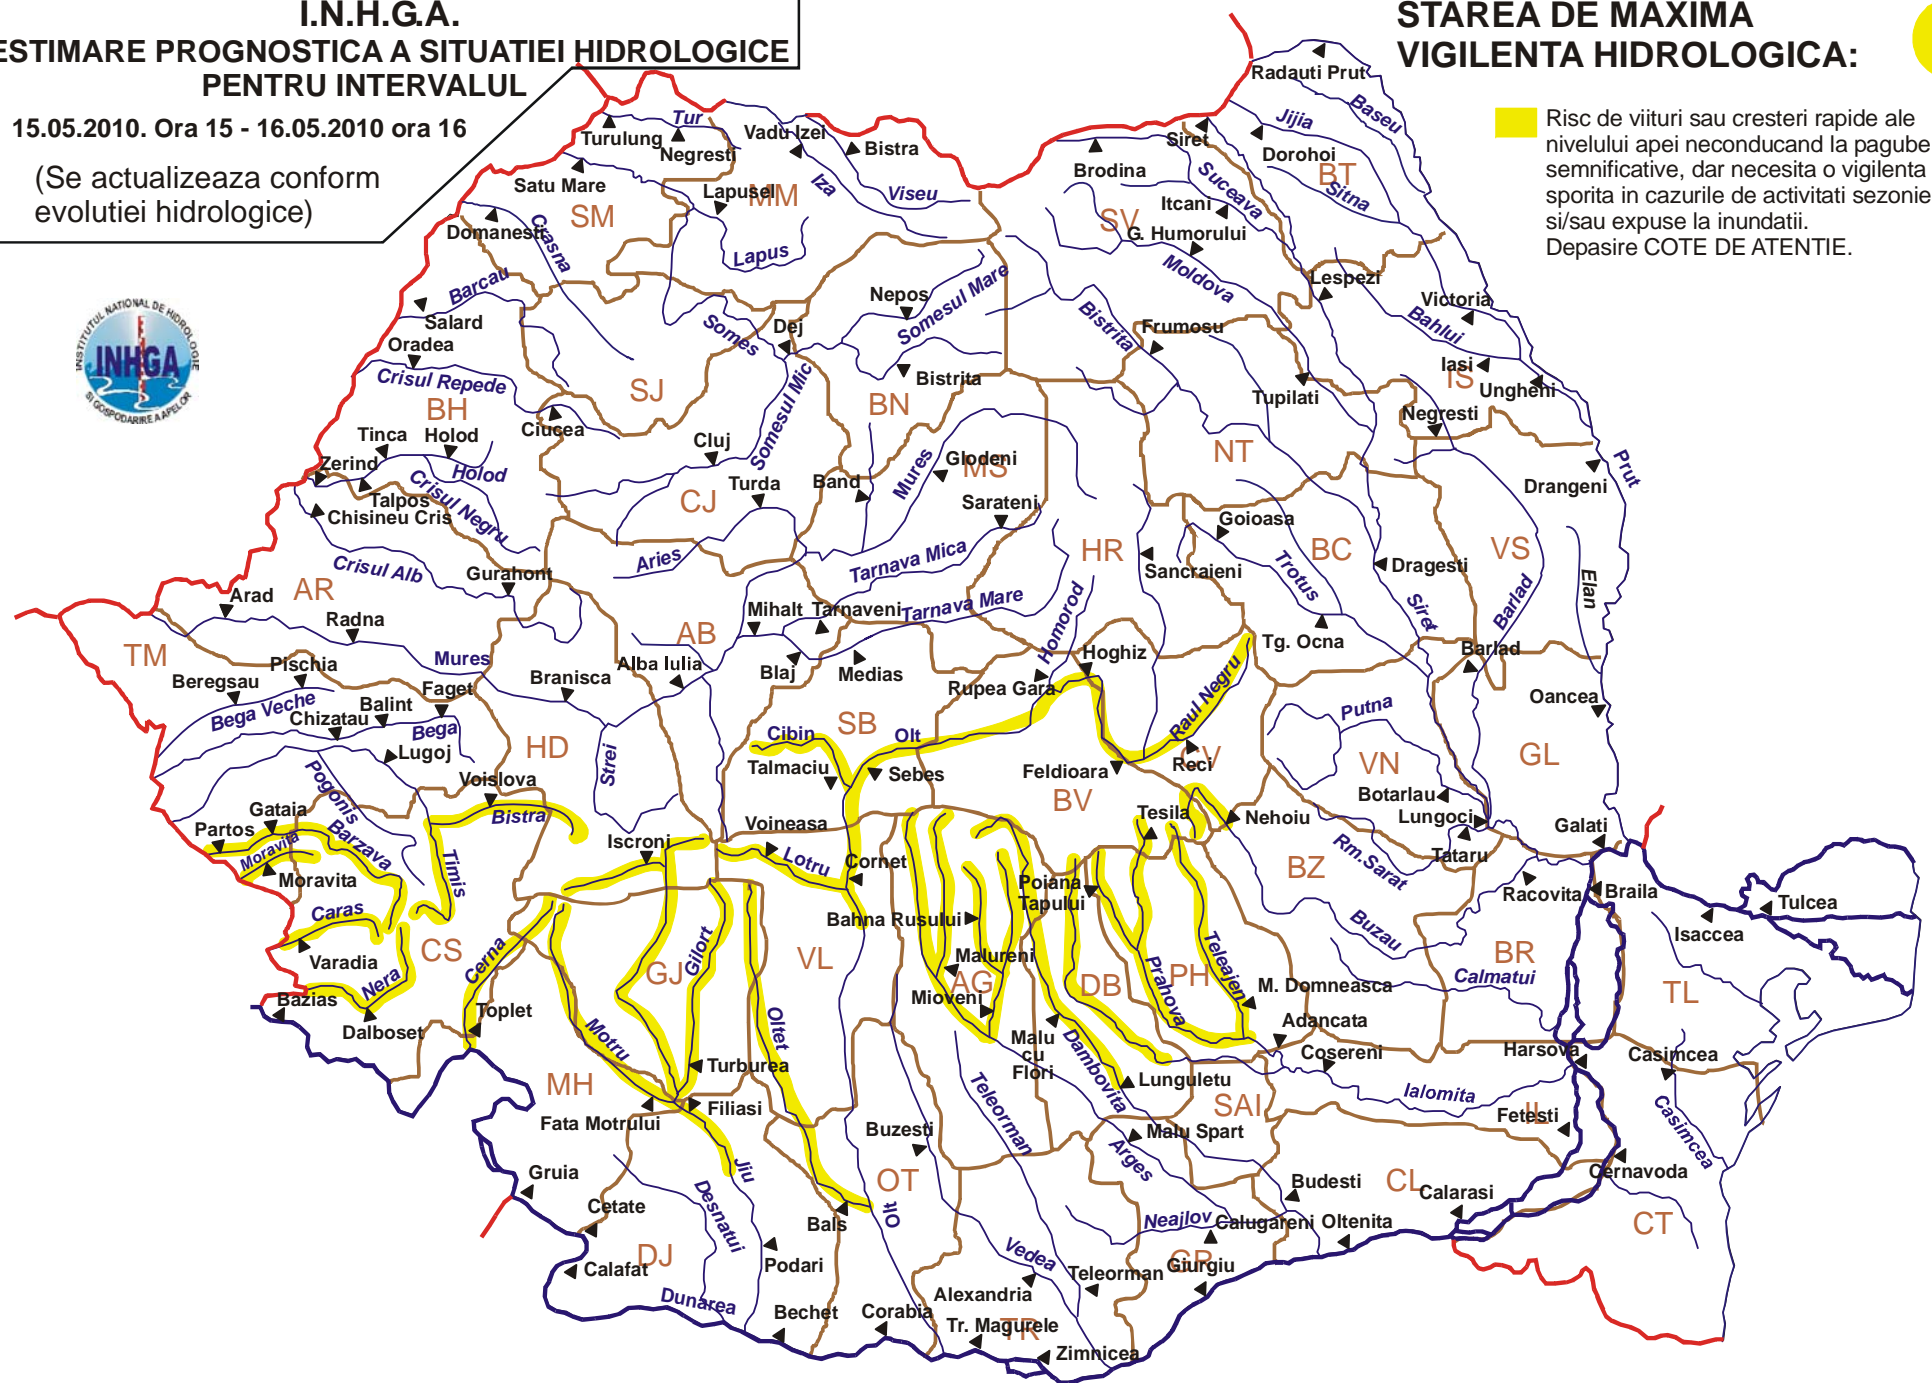 I.N.H.G.A.
ESTIMARE PROGNOSTICA A SITUATIEI HIDROLOGICE
PENTRU INTERVALUL
15.05.2010. Ora 15 - 16.05.2010 ora 16
(Se actualizeaza conform
evolutiei hidrologice)
STAREA DE MAXIMA
VIGILENTA HIDROLOGICA:
Risc de viituri sau cresteri rapide ale
nivelului apei neconducand la pagube
semnificative, dar necesita o vigilenta
sporita in cazurile de activitati sezonie
si/sau expuse la inundatii.
Depasire COTE DE ATENTIE.
INSTITUTUL NATIONAL DE HIDROLOGIE
INHGA
SI GOSPODARIRE A APELOR
Radauti Prut
Baseu
Tur
Turulung
Negresti
Vadu Izei
Bistra
Siret
Jijia
Dorohoi
BT
Brodina
Satu Mare
Lapusel
MM
Iza
Viseu
Suceava
Sitna
SM
Itcani
SV
G. Humorului
Domanesti
Crasna
Lapus
Moldova
Lespezi
Barcau
Salard
Nepos
Somesul Mare
Victoria
Bahlui
Oradea
Somes
Dej
Bistrita
Frumosu
Iasi
IS
Ungheni
Crisul Repede
BH
SJ
Somesul Mic
Bistrita
BN
Tupilati
Negresti
Ciucea
Tinca
Holod
Cluj
NT
Zerind
Holod
Mures
Glodeni
MS
Prut
Talpos
Crisul Negru
Turda
Band
Drangeni
Chisineu Cris
CJ
Sarateni
Goioasa
Aries
Tarnava Mica
HR
BC
VS
Crisul Alb
Gurahont
Sancraieni
Trotus
Dragesti
Elan
AR
Arad
Radna
Mihalt
Tarnaveni
Tarnava Mare
Homorod
Siret
Barlad
TM
AB
Tg. Ocna
Mures
Pischia
Alba Iulia
Blaj
Medias
Hoghiz
Barlad
Beregsau
Branisca
Rupea Gara
Raul Negru
Oancea
Bega Veche
Balint
Faget
Chizatau
Bega
SB
Putna
Lugoj
HD
Strei
Cibin
Olt
GL
Pogonis
Voislova
Talmaciu
Sebes
Feldioara
CV
Reci
VN
BV
Botarlau
Gataia
Bistra
Voineasa
Tesila
Nehoiu
Lungoci
Galati
Partos
Moravita
Barzava
Iscroni
Tataru
Moravita
Timis
Lotru
Cornet
BZ
Rm.Sarat
Racovita
Braila
Tulcea
Caras
Poiana
Tapului
Bahna Rusului
Isaccea
Varadia
CS
Cerna
GJ
Gilort
VL
Malureni
AG
DB
Prahova
PH
Teleajen
Buzau
BR
Calmatui
TL
Bazias
Nera
Toplet
Mioveni
M. Domneasca
Dalboset
Motru
Oltet
Malu
cu
Flori
Dambovita
Adancata
Cosereni
Harsova
Casimcea
MH
Turburea
Teleorman
Lunguletu
SAI
Ialomita
IL
Fata Motrului
Filiasi
Fetesti
Casimcea
Buzesti
Malu Spart
Arges
Gruia
Jiu
OT
Cernavoda
Desnatui
Budesti
CL
Calarasi
Cetate
Bals
Olt
Neajlov
Calugareni
Oltenita
CT
DJ
Vedea
GR
Calafat
Podari
Teleorman
Giurgiu
Dunarea
Alexandria
Bechet
Corabia
Tr. Magurele
TR
Zimnicea